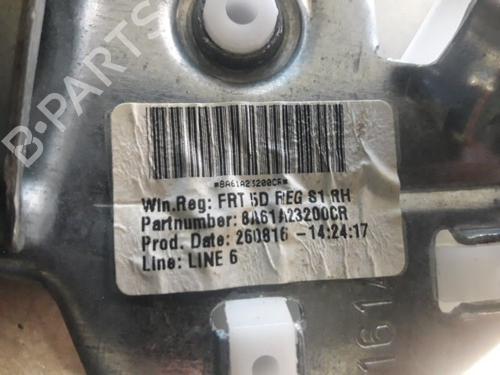 B-PARTS
*8A61A23200CR*
Win.Reg: FRT 5D REG S1 RH
Partnumber: 8A61A23200CR
Prod. Date: 260816 -14:24:17
Line: LINE 6